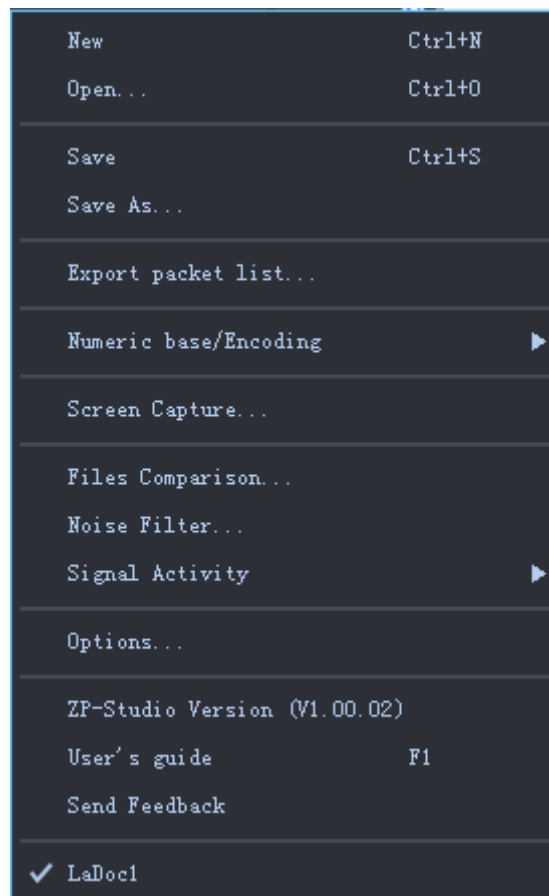 New Ctrl+N
Open... Ctrl+O
Save Ctrl+S
Save As...
Export packet list...
Numeric base/Encoding
Screen Capture...
Files Comparison...
Noise Filter...
Signal Activity
Options...
ZP-Studio Version (V1.00.02)
User's guide F1
Send Feedback
LaDoc1